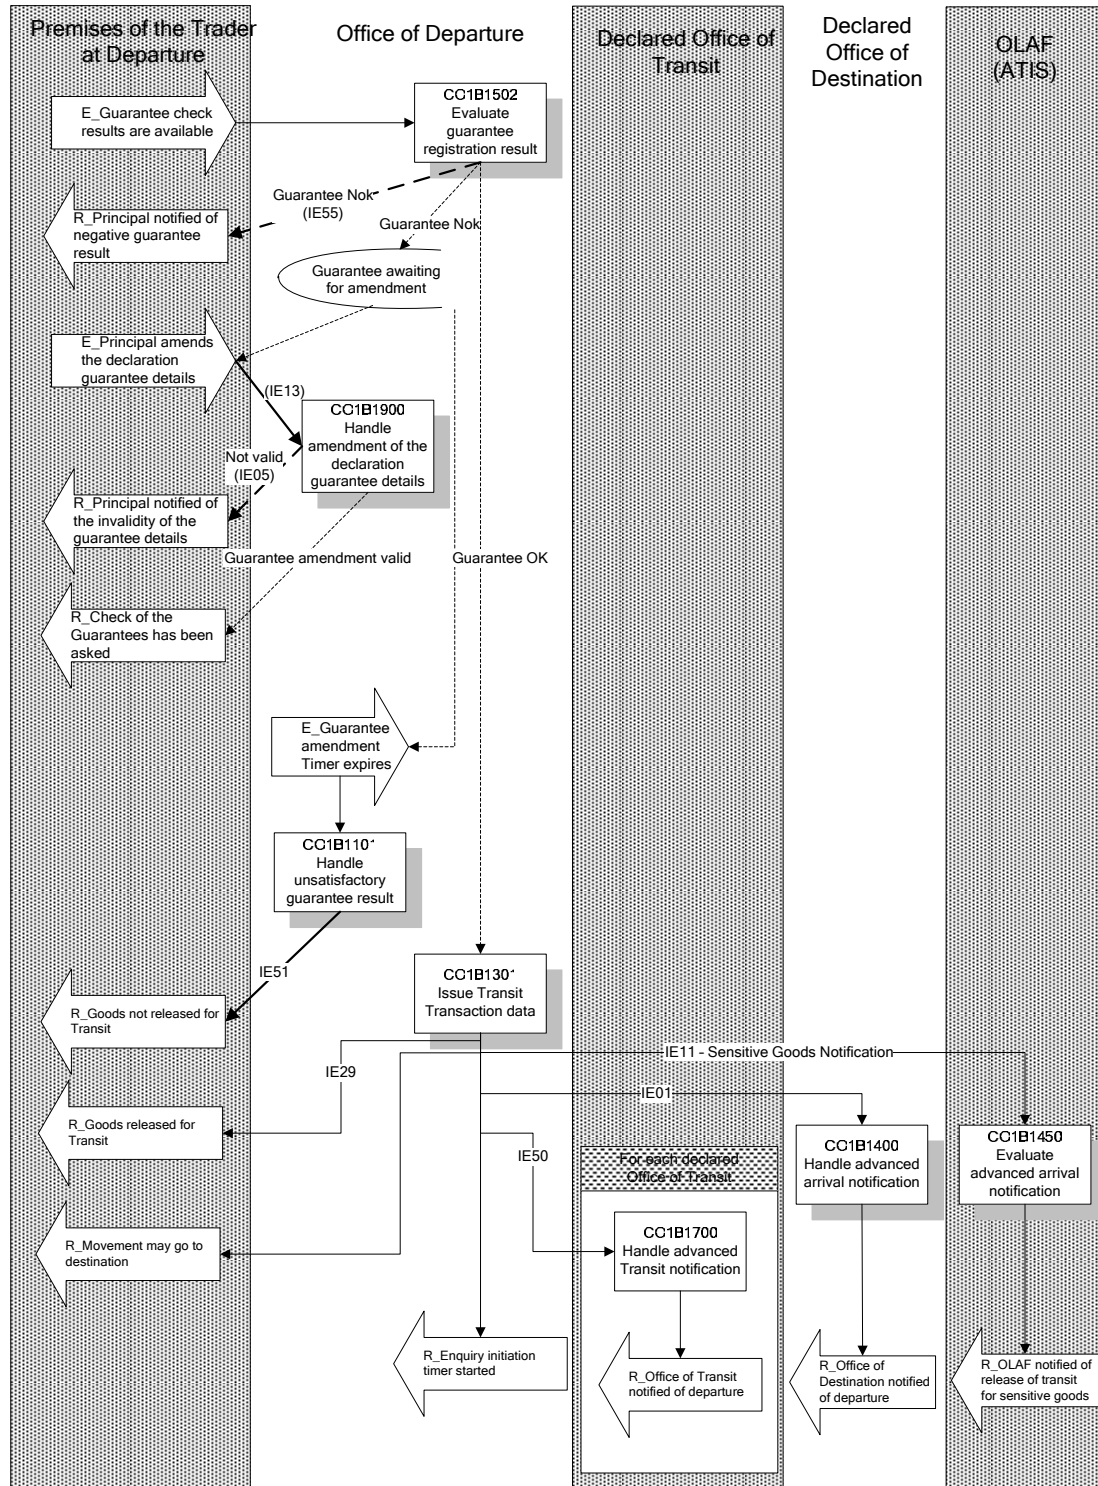 Premises of the Trader
at Departure
Office of Departure
Declared Office of
Transit
Declared
Office of
Destination
OLAF
(ATIS)
E_Guarantee check
results are available
CO1B1502
Evaluate
guarantee
registration result
Guarantee Nok
(IE55)
R_Principal notified of
negative guarantee
result
Guarantee Nok
Guarantee awaiting
for amendment
E_Principal amends
the declaration
guarantee details
(IE13)
CO1B1900
Handle
amendment of the
declaration
guarantee details
Not valid
(IE05)
R_Principal notified of
the invalidity of the
guarantee details
Guarantee amendment valid
Guarantee OK
R_Check of the
Guarantees has been
asked
E_Guarantee
amendment
Timer expires
CO1B1101
Handle
unsatisfactory
guarantee result
IE51
CO1B1301
Issue Transit
Transaction data
R_Goods not released for
Transit
IE11 - Sensitive Goods Notification
IE29
IE01
R_Goods released for
Transit
IE50
For each declared
Office of Transit
CO1B1400
Handle advanced
arrival notification
CO1B1450
Evaluate
advanced arrival
notification
R_Movement may go to
destination
CO1B1700
Handle advanced
Transit notification
R_Enquiry initiation
timer started
R_Office of Transit
notified of departure
R_Office of
Destination notified
of departure
R_OLAF notified of
release of transit
for sensitive goods